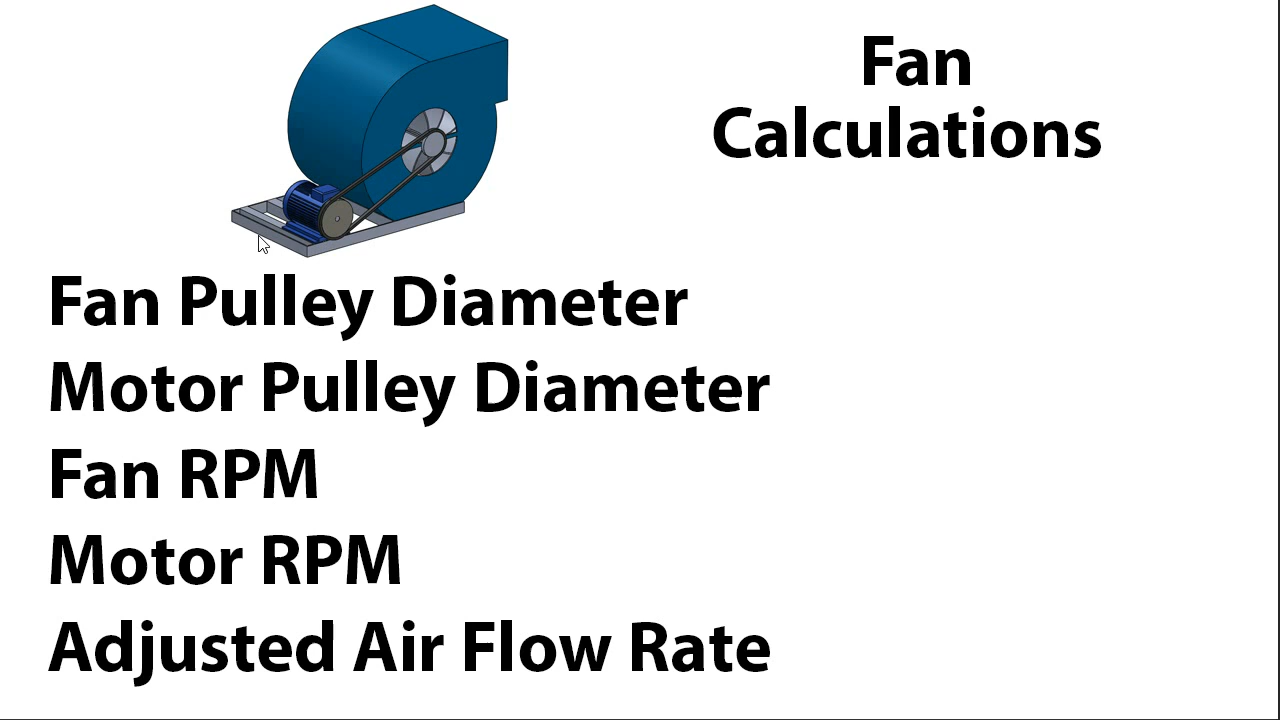 Fan
Calculations
Fan Pulley Diameter
Motor Pulley Diameter
Fan RPM
Motor RPM
Adjusted Air Flow Rate